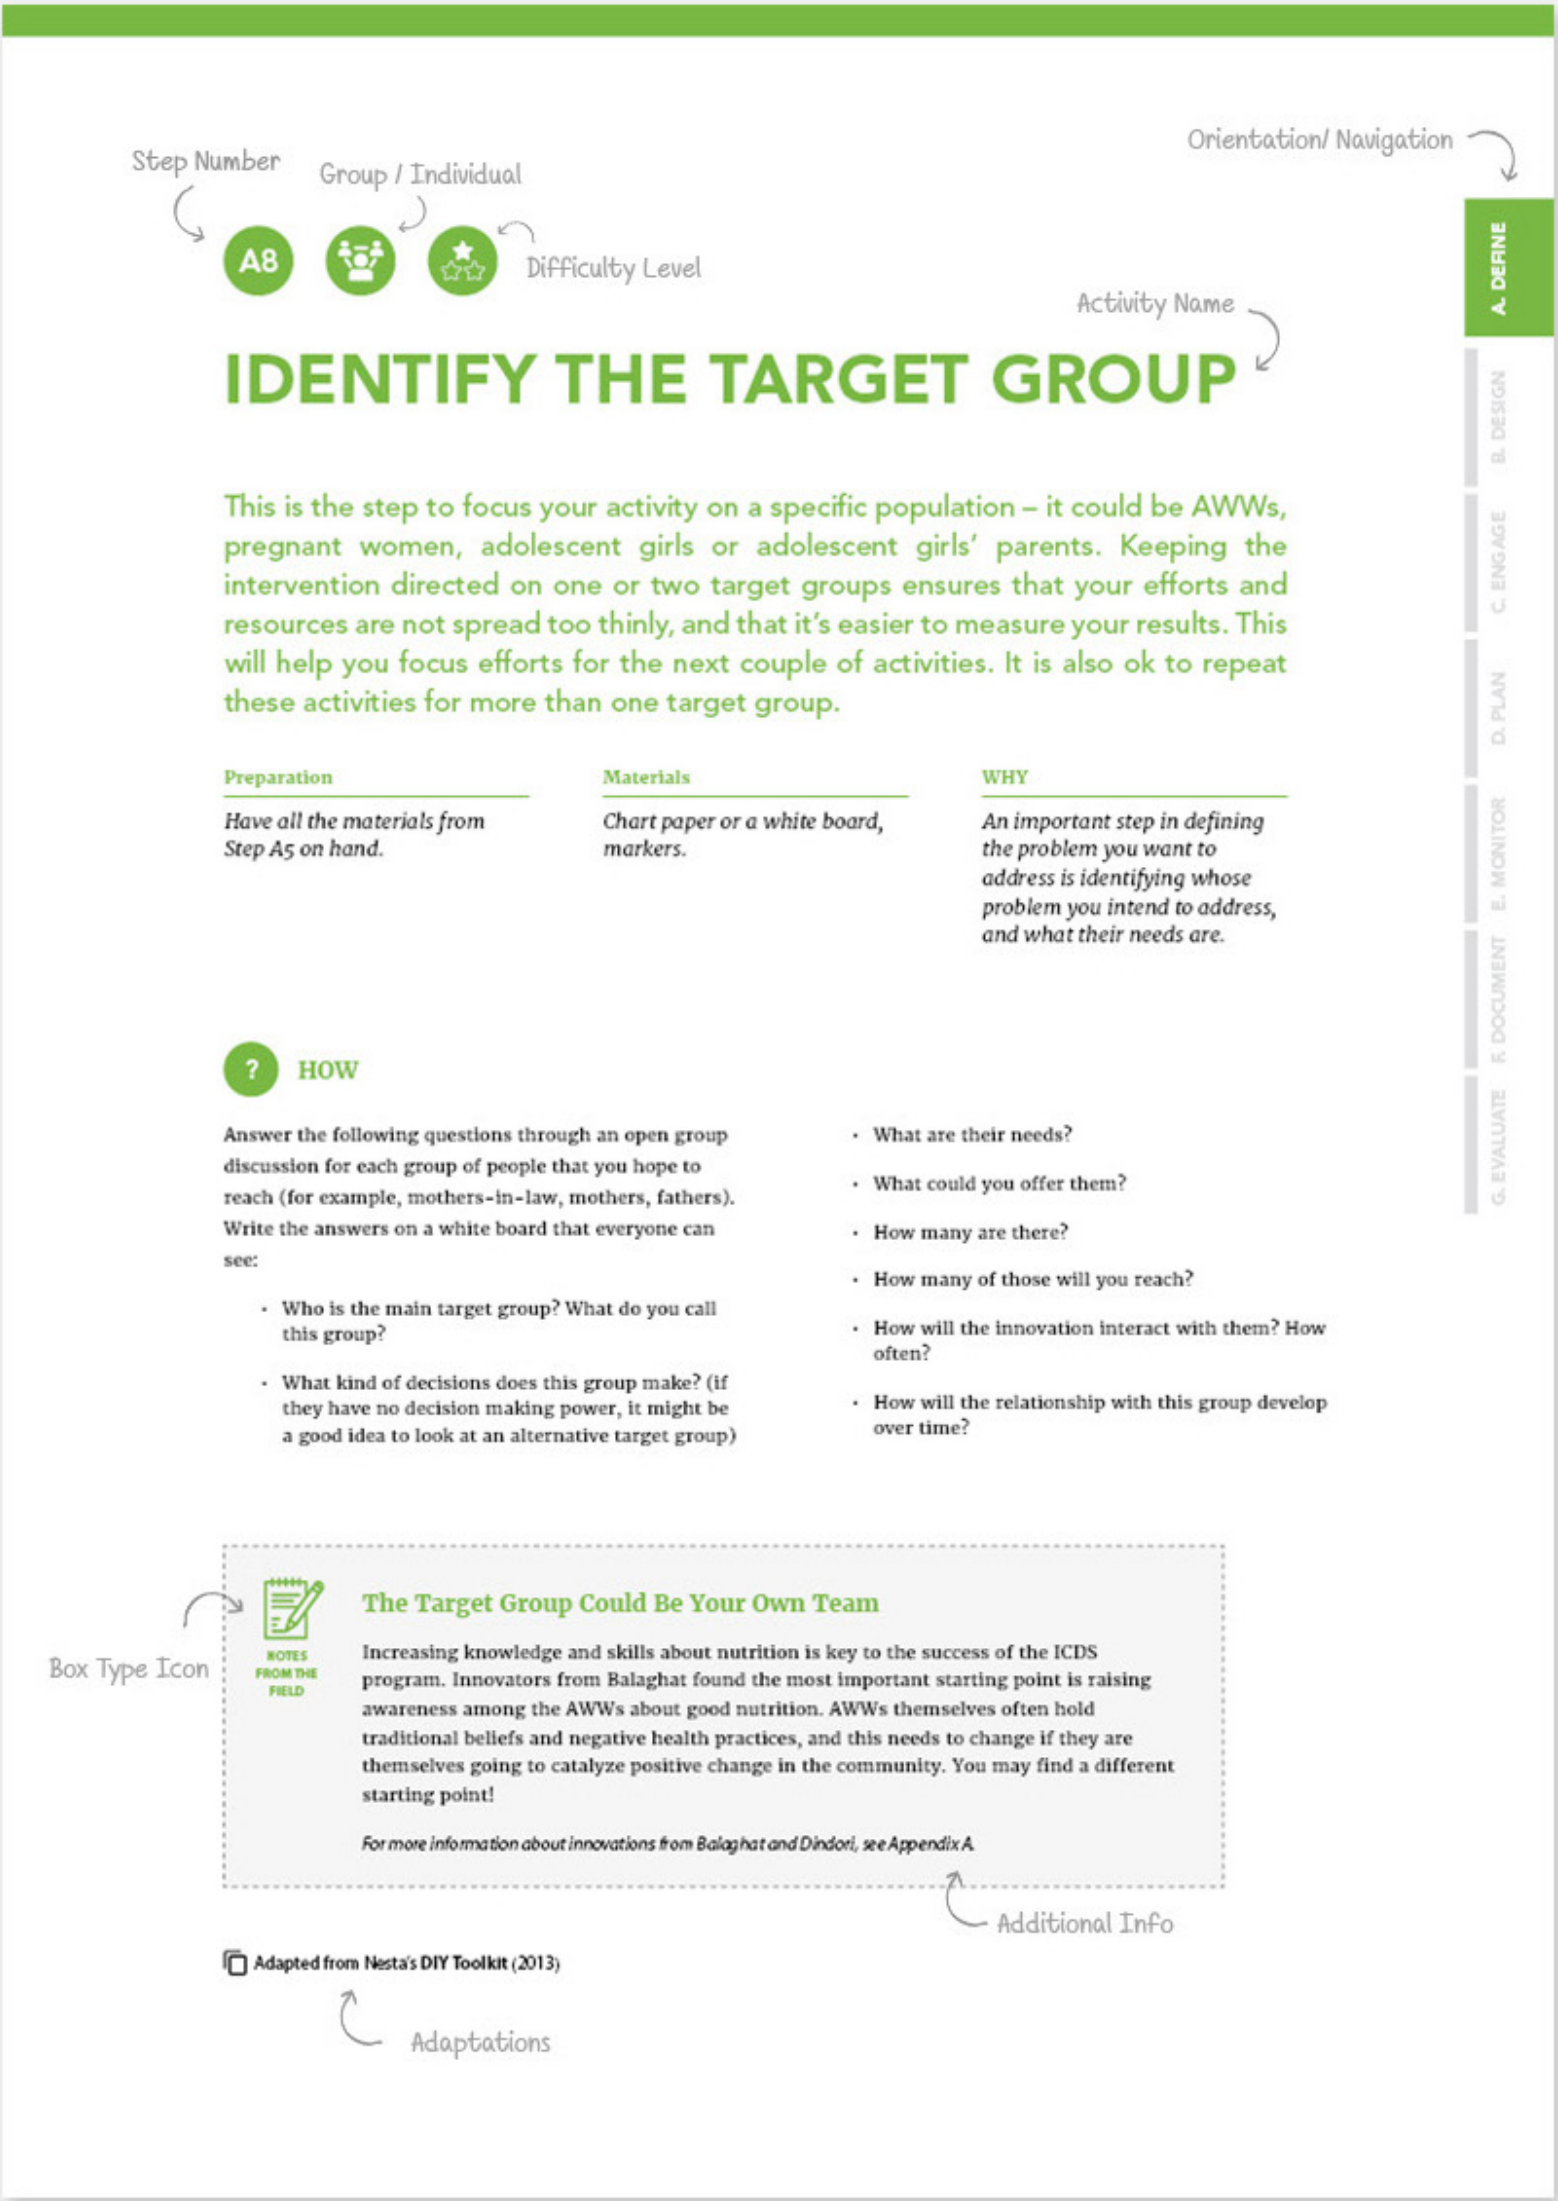 Orientation/ Navigation
Step Number
Group / Individual
A8
Difficulty Level
Activity Name
IDENTIFY THE TARGET GROUP
This is the step to focus your activity on a specific population – it could be AWWs,
pregnant women, adolescent girls or adolescent girls' parents. Keeping the
intervention directed on one or two target groups ensures that your efforts and
resources are not spread too thinly, and that it's easier to measure your results. This
will help you focus efforts for the next couple of activities. It is also ok to repeat
these activities for more than one target group.
Preparation
Have all the materials from
Step A5 on hand.
Materials
Chart paper or a white board,
markers.
WHY
An important step in defining
the problem you want to
address is identifying whose
problem you intend to address,
and what their needs are.
? HOW
Answer the following questions through an open group
discussion for each group of people that you hope to
reach (for example, mothers-in-law, mothers, fathers).
Write the answers on a white board that everyone can
see:
• Who is the main target group? What do you call
this group?
• What kind of decisions does this group make? (if
they have no decision making power, it might be
a good idea to look at an alternative target group)
• What are their needs?
• What could you offer them?
• How many are there?
• How many of those will you reach?
• How will the innovation interact with them? How
often?
• How will the relationship with this group develop
over time?
Box Type Icon
NOTES
FROM THE
FIELD
The Target Group Could Be Your Own Team
Increasing knowledge and skills about nutrition is key to the success of the ICDS
program. Innovators from Balaghat found the most important starting point is raising
awareness among the AWWs about good nutrition. AWWs themselves often hold
traditional beliefs and negative health practices, and this needs to change if they are
themselves going to catalyze positive change in the community. You may find a different
starting point!
For more information about innovations from Balaghat and Dindori, see Appendix A.
Additional Info
Adapted from Nesta's DIY Toolkit (2013)
Adaptations
A. DEFINE
B. DESIGN
C. ENGAGE
D. PLAN
E. MONITOR
F. DOCUMENT
G. EVALUATE